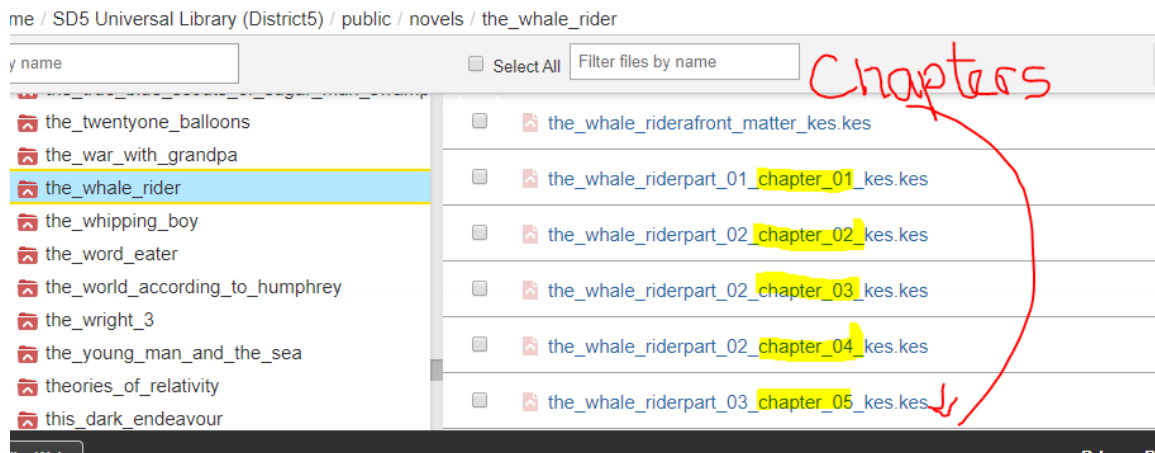 me / SD5 Universal Library (District5) / public / novels / the_whale_rider
y name
Select All
Filter files by name
Chapters
the_twentyone_balloons
the_war_with_grandpa
the_whale_rider
the_whipping_boy
the_word_eater
the_world_according_to_humphrey
the_wright_3
the_young_man_and_the_sea
theories_of_relativity
this_dark_endeavour
the_whale_riderafront_matter_kes.kes
the_whale_riderpart_01_chapter_01_kes.kes
the_whale_riderpart_02_chapter_02_kes.kes
the_whale_riderpart_02_chapter_03_kes.kes
the_whale_riderpart_02_chapter_04_kes.kes
the_whale_riderpart_03_chapter_05_kes.kes